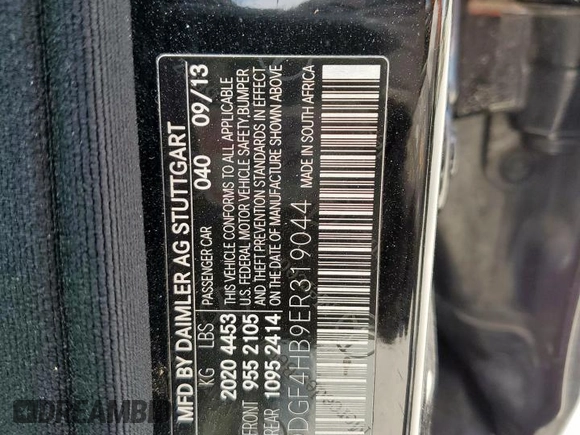 MFD BY DAIMLER AG STUTTGART
KG LBS PASSENGER CAR 040 09/13
2020 4453 THIS VEHICLE CONFORMS TO ALL APPLICABLE
FRONT 955 2105 U.S. FEDERAL MOTOR VEHICLE SAFETY, BUMPER
REAR 1095 2414 & THEFT PREVENTION STANDARDS IN EFFECT
ON THE DATE OF MANUFACTURE SHOWN ABOVE
DGF4HB9ER319044 MADE IN SOUTH AFRICA
DREAMBID